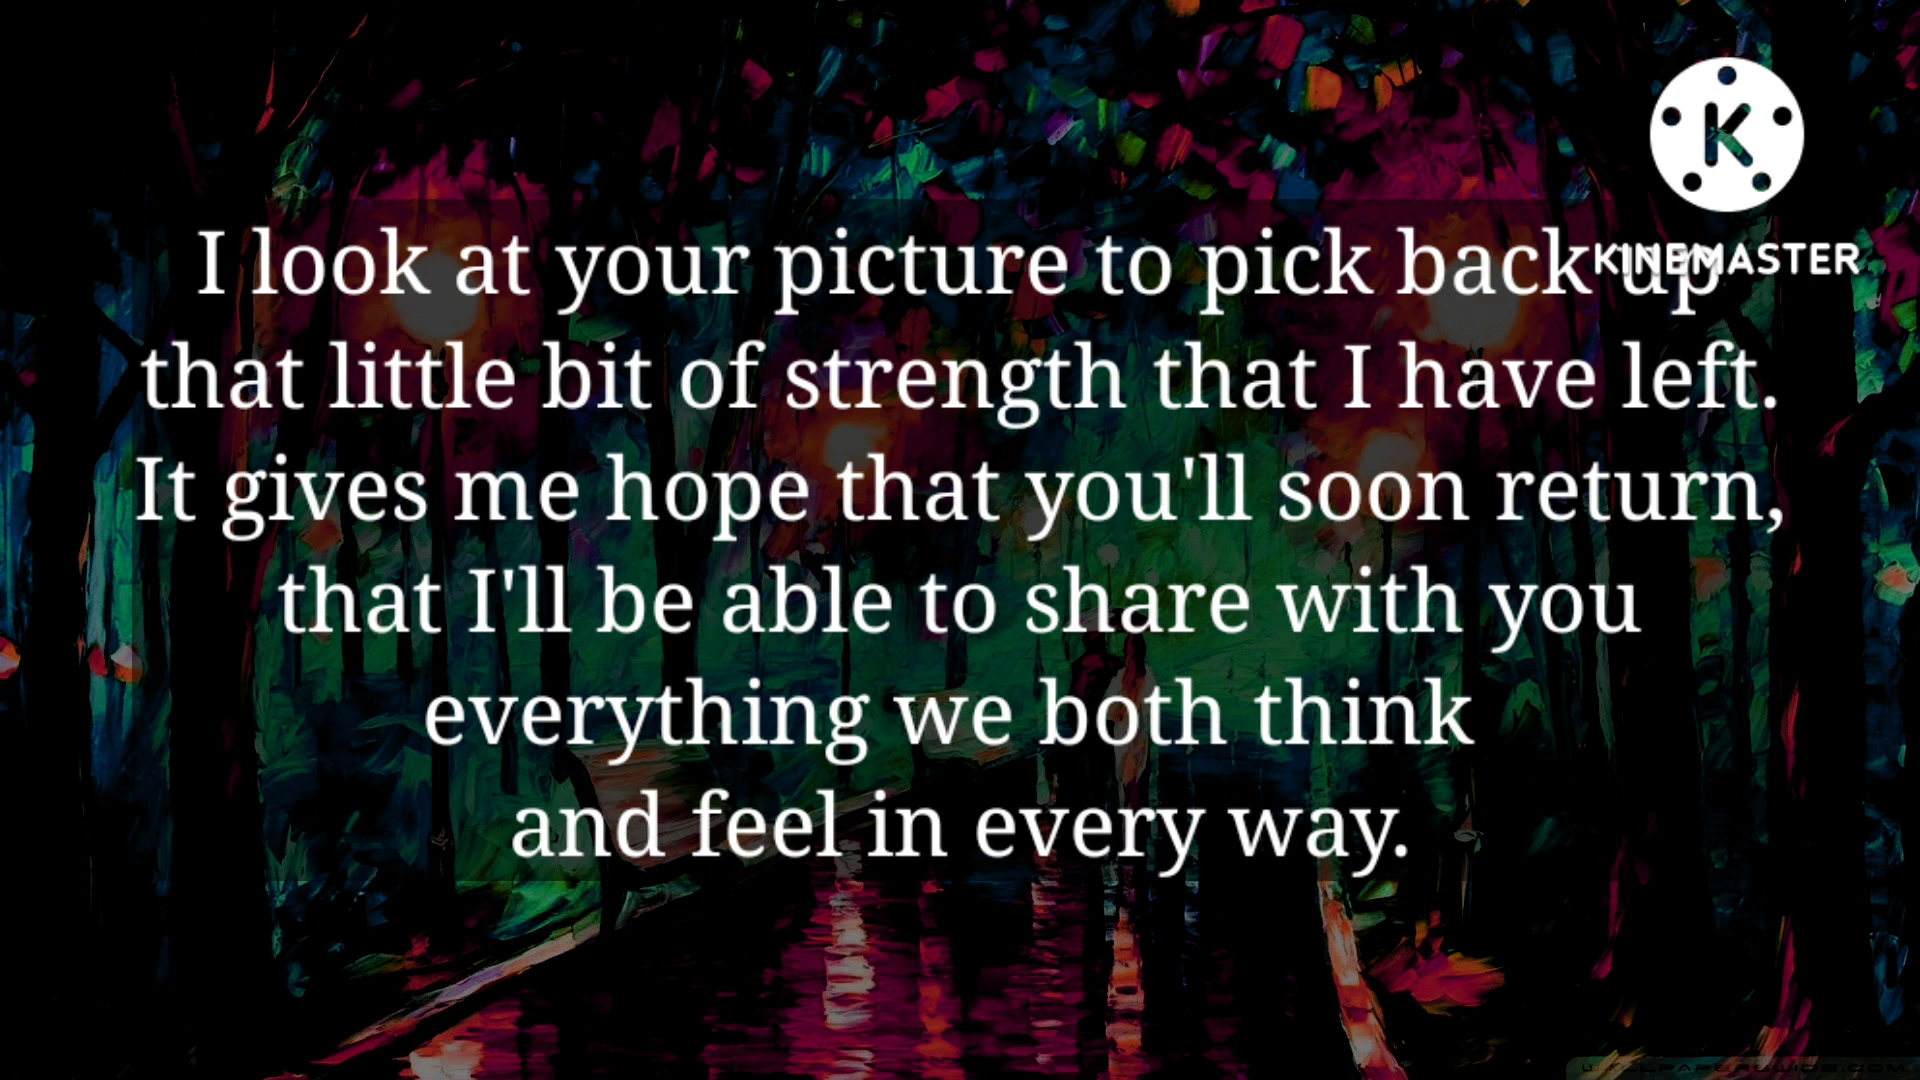 I look at your picture to pick back up
KINEMASTER
that little bit of strength that I have left.
It gives me hope that you'll soon return,
that I'll be able to share with you
everything we both think
and feel in every way.
WALLPAPERSWIDE.COM